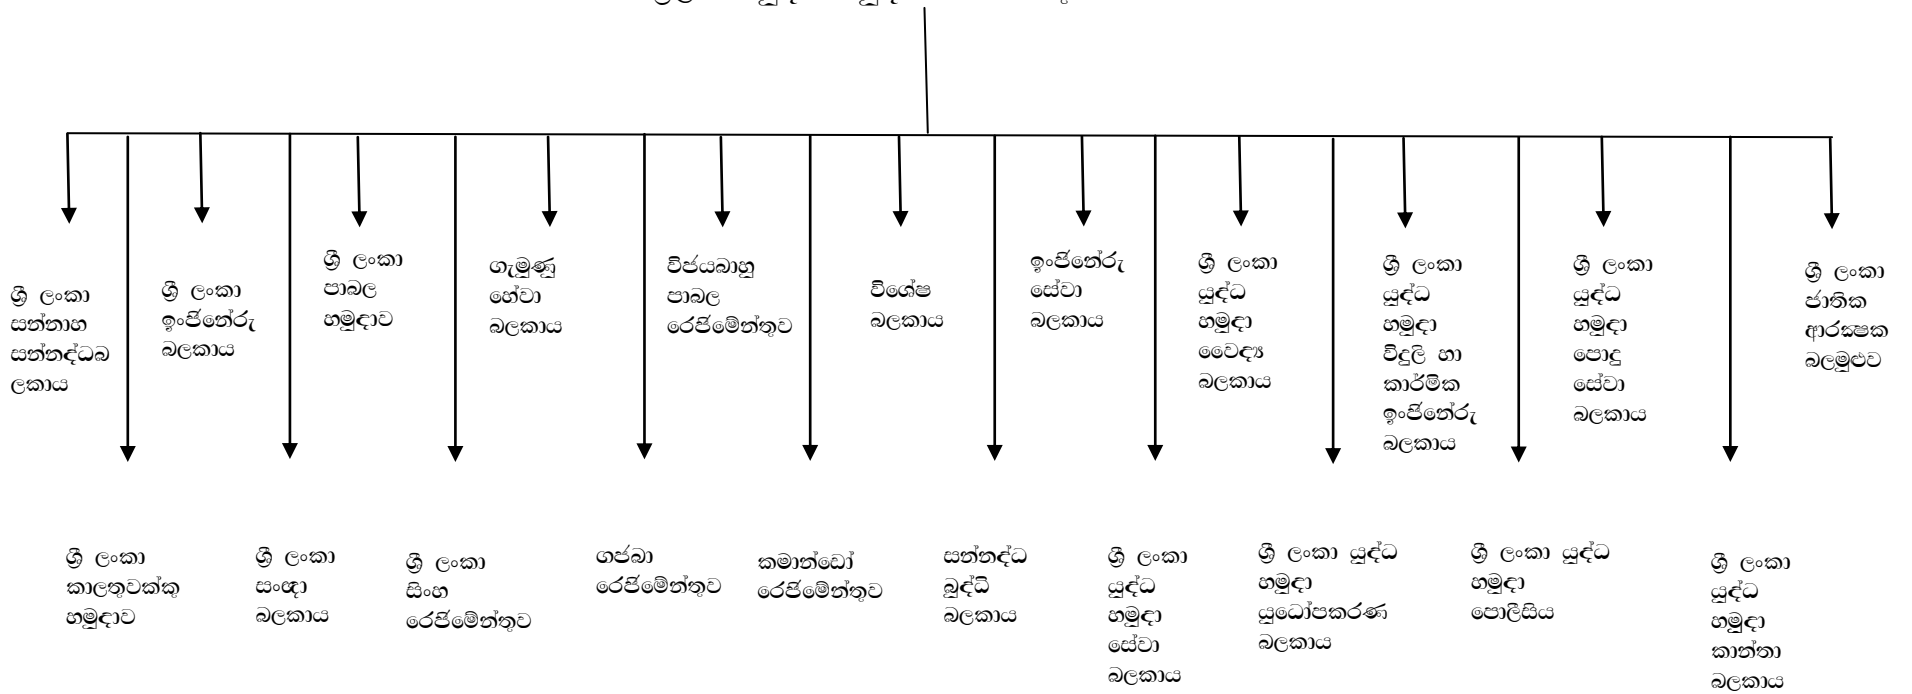 ශ්‍රී ලංකා
සන්නාහ
සන්නද්ධබ
ලකාය
ශ්‍රී ලංකා
ඉංජිනේරු
බලකාය
ශ්‍රී ලංකා
පාබල
හමුදාව
ගැමුණු
හේවා
බලකාය
විජයබාහු
පාබල
රෙජිමේන්තුව
විශේෂ
බලකාය
ඉංජිනේරු
සේවා
බලකාය
ශ්‍රී ලංකා
යුද්ධ
හමුදා
වෛද්‍ය
බලකාය
ශ්‍රී ලංකා
යුද්ධ
හමුදා
විදුලි හා
කාර්මික
ඉංජිනේරු
බලකාය
ශ්‍රී ලංකා
යුද්ධ
හමුදා
පොදු
සේවා
බලකාය
ශ්‍රී ලංකා
ජාතික
ආරක්‍ෂක
බලමුළුව
ශ්‍රී ලංකා
කාලතුවක්කු
හමුදාව
ශ්‍රී ලංකා
සංඥා
බලකාය
ශ්‍රී ලංකා
සිංහ
රෙජිමේන්තුව
ගජබා
රෙජිමේන්තුව
කමාන්ඩෝ
රෙජිමේන්තුව
සන්නද්ධ
බුද්ධි
බලකාය
ශ්‍රී ලංකා
යුද්ධ
හමුදා
සේවා
බලකාය
ශ්‍රී ලංකා යුද්ධ
හමුදා
යුධෝපකරණ
බලකාය
ශ්‍රී ලංකා යුද්ධ
හමුදා
පොලීසිය
ශ්‍රී ලංකා
යුද්ධ
හමුදා
කාන්තා
බලකාය